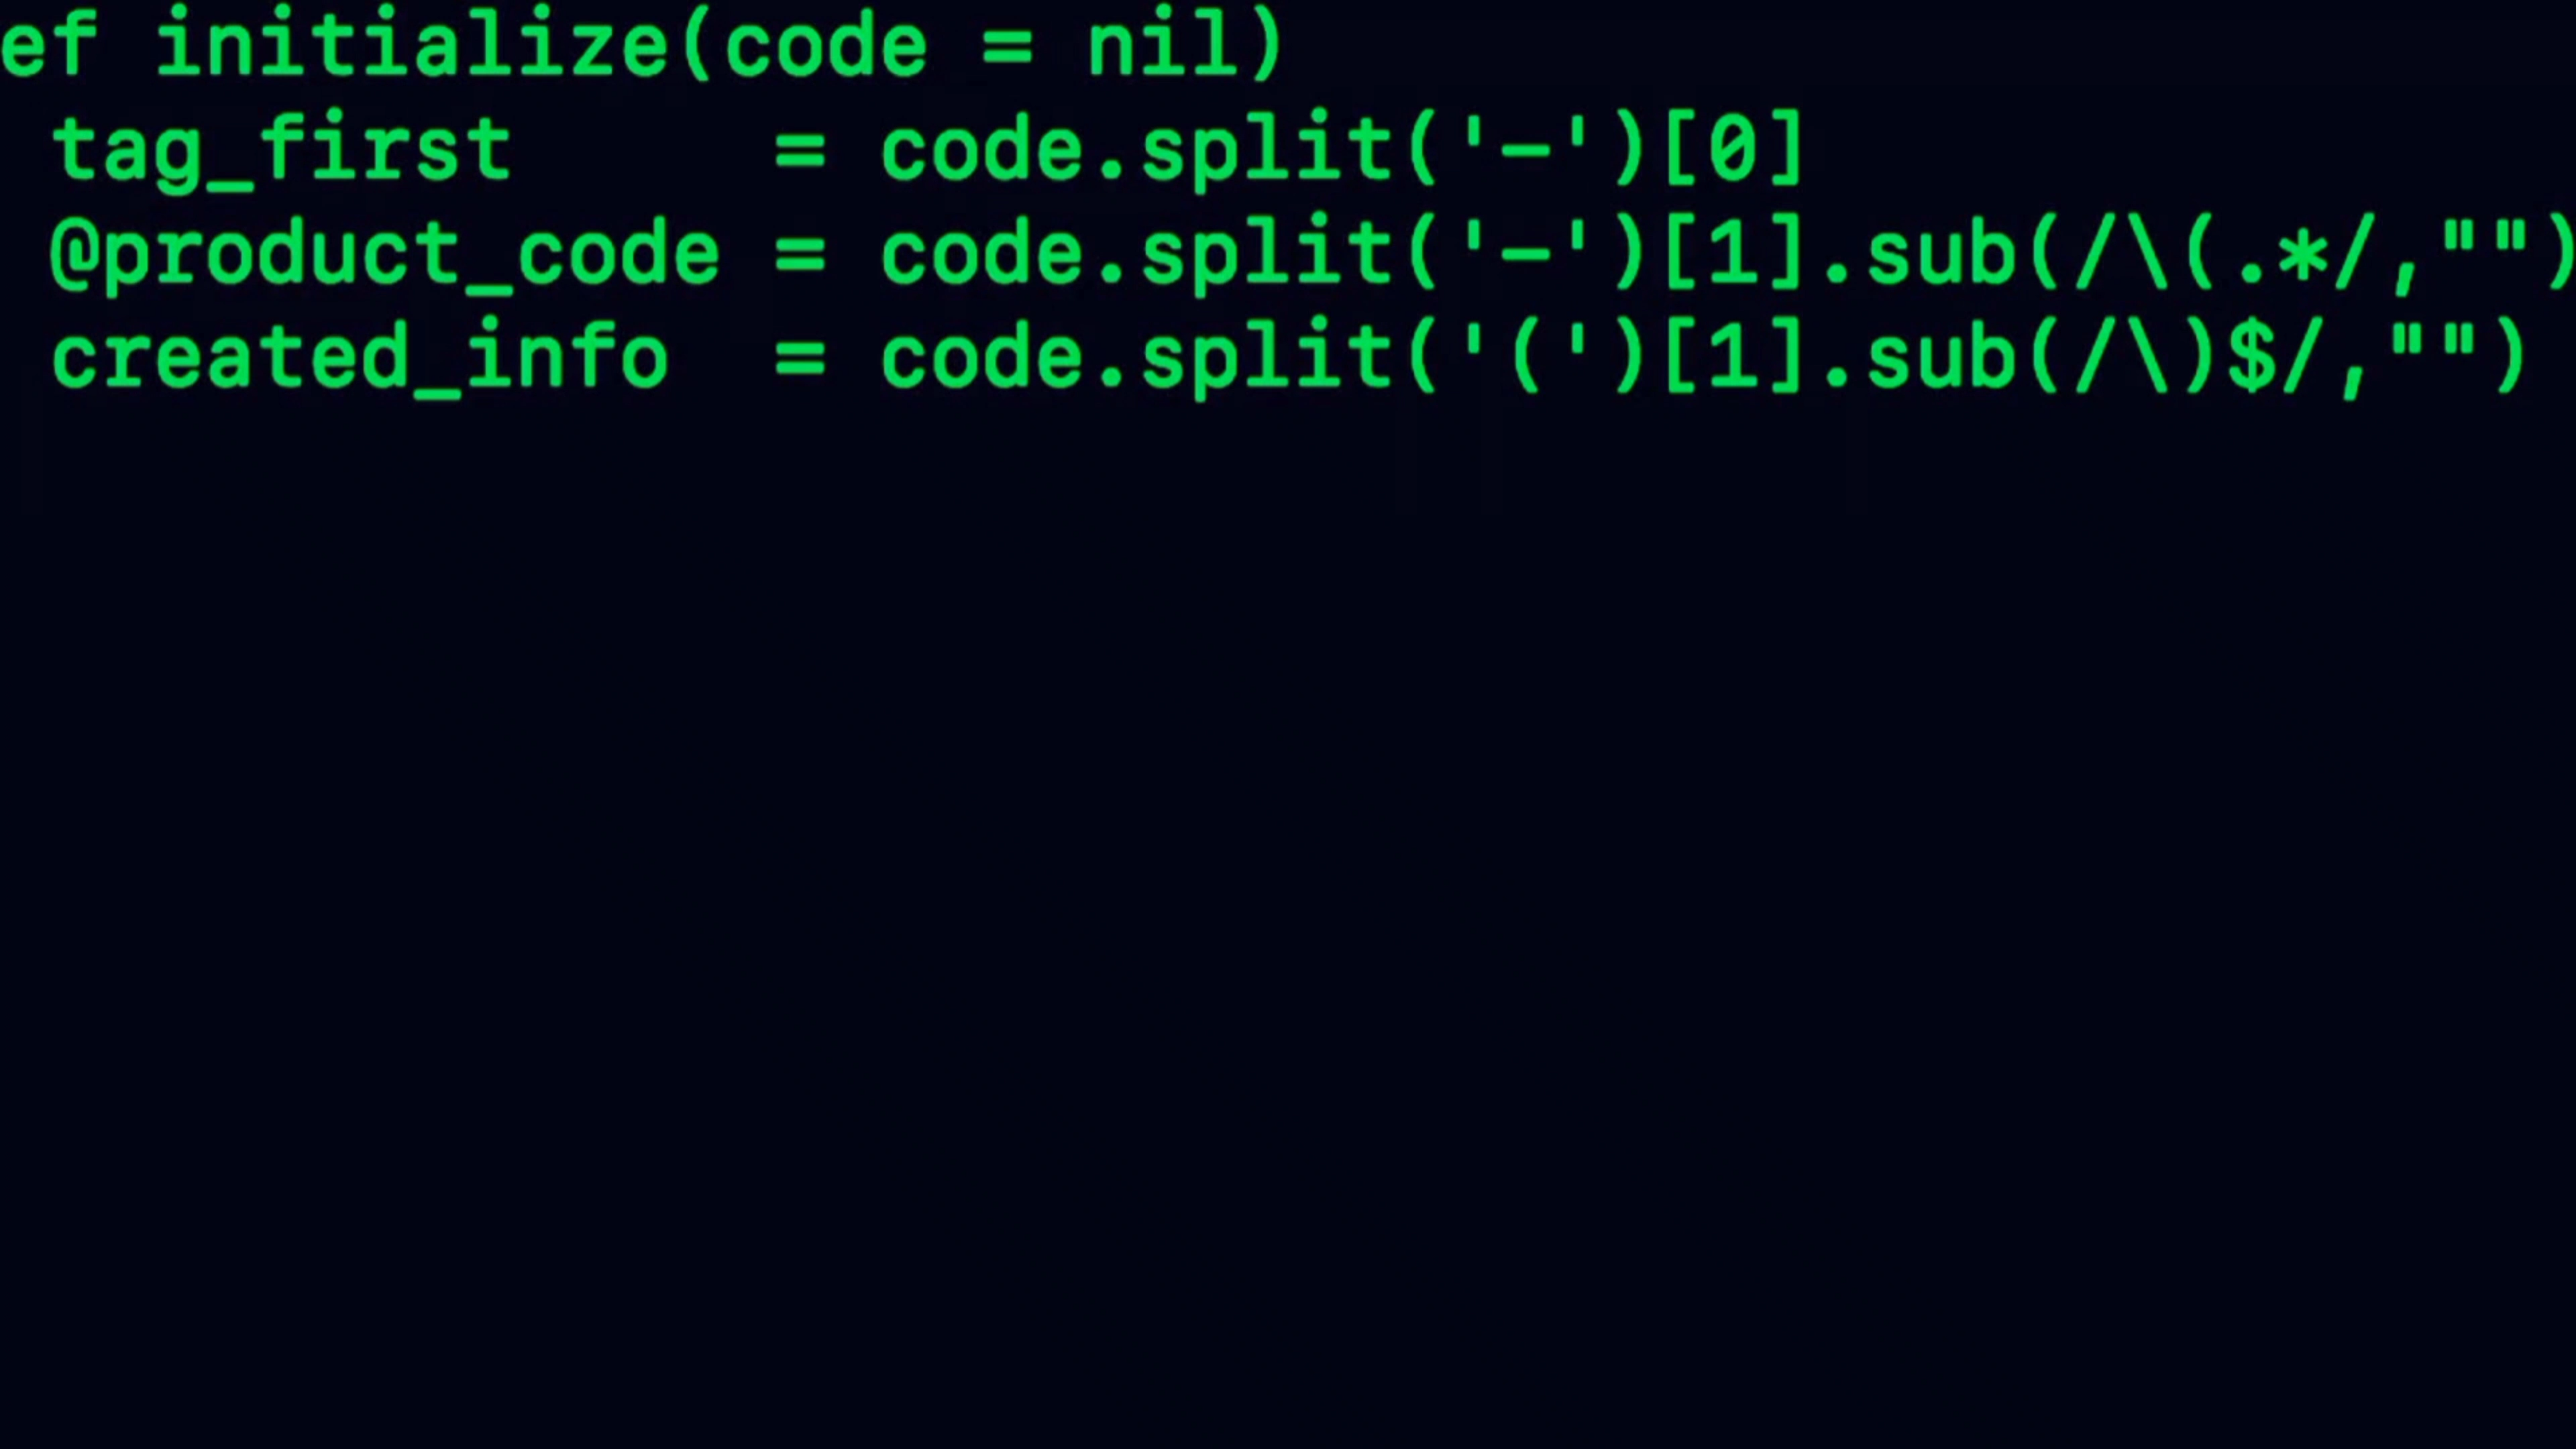 ef initialize(code = nil)
 tag_first     = code.split('-')[0]
 @product_code = code.split('-')[1].sub(/\(.*/,"")
 created_info  = code.split('(')[1].sub(/\)$/,"")